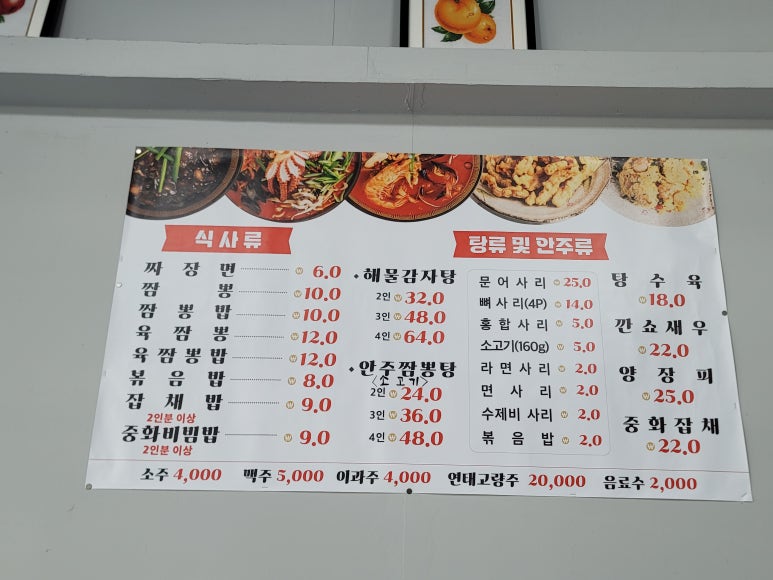 식사류
짜장면 6.0
짬뽕 10.0
짬뽕밥 10.0
육짬뽕 12.0
육짬뽕밥 12.0
볶음밥 8.0
잡채밥 9.0
2인분 이상
중화비빔밥 9.0
2인분 이상
해물감자탕
2인 32.0
3인 48.0
4인 64.0
안주짬뽕탕
<소고기>
2인 24.0
3인 36.0
4인 48.0
탕류 및 안주류
문어사리 25.0
뼈사리(4P) 14.0
홍합사리 5.0
소고기(160g) 5.0
라면사리 2.0
면사리 2.0
수제비사리 2.0
볶음밥 2.0
탕수육
18.0
깐쇼새우
22.0
양장피
25.0
중화잡채
22.0
소주 4,000 맥주 5,000 이과주 4,000 연태고량주 20,000 음료수 2,000